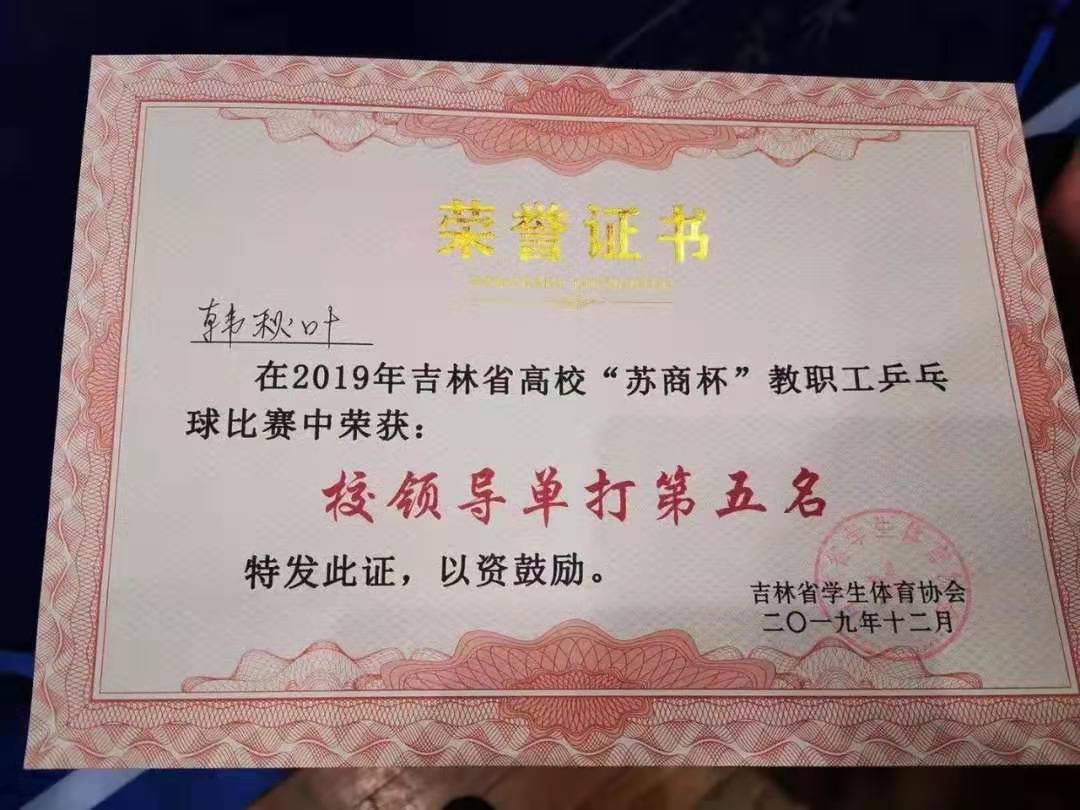 荣誉证书
韩秋叶
在2019年吉林省高校“苏商杯”教职工乒乓
球比赛中荣获：
校领导单打第五名
特发此证，以资鼓励。
吉林省学生体育协会
二〇一九年十二月